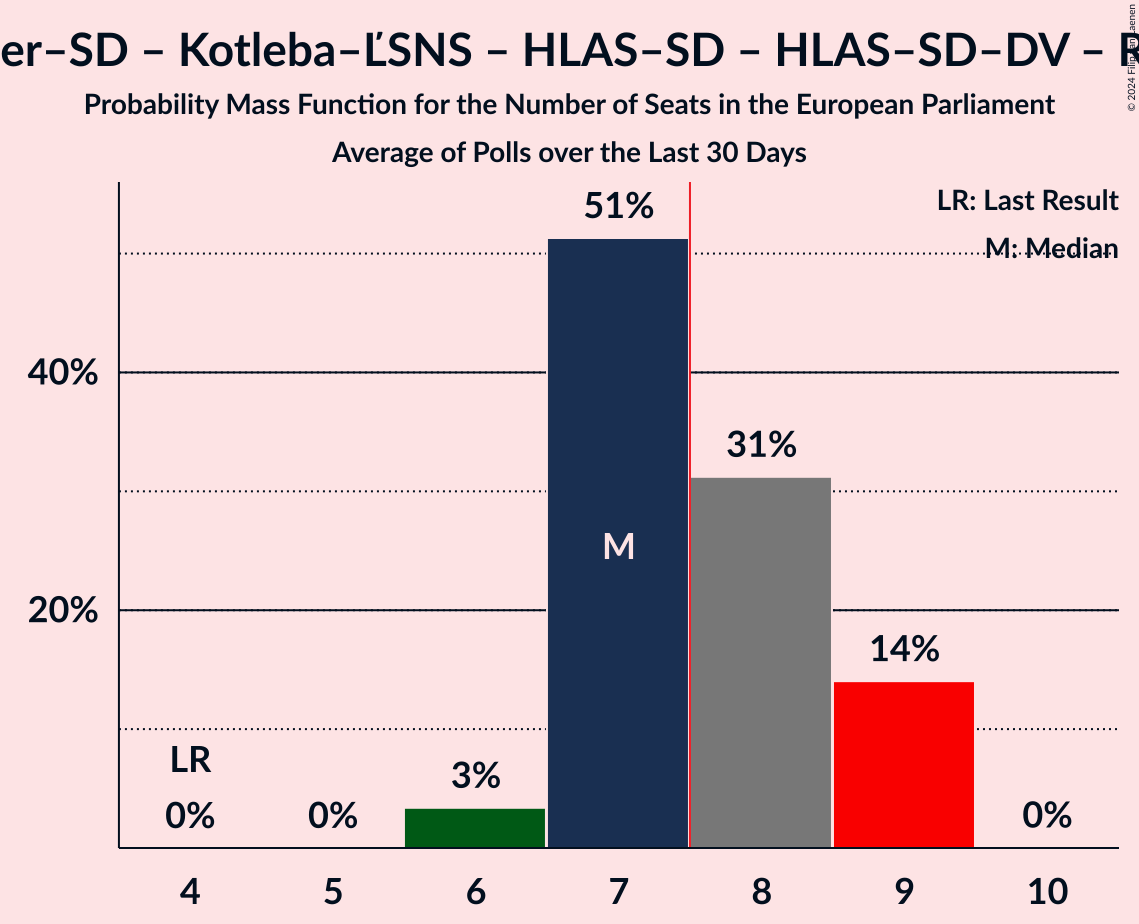 er–SD – Kotleba–ĽSNS – HLAS–SD – HLAS–SD–DV –
Probability Mass Function for the Number of Seats in the European Parliament
Average of Polls over the Last 30 Days
© 2024 Filip van Laenen
LR: Last Result
M: Median
51%
40%
31%
M
20%
14%
LR
3%
0% 0% 0%
4 5 6 7 8 9 10